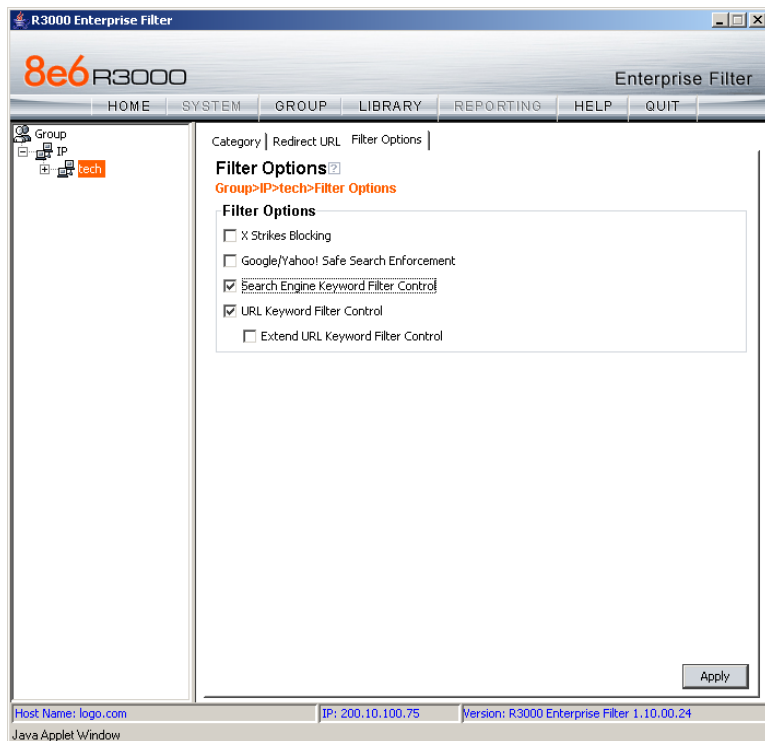 R3000 Enterprise Filter
8e6 R3000
Enterprise Filter
HOME SYSTEM GROUP LIBRARY REPORTING HELP QUIT
Group
IP
tech
Category Redirect URL Filter Options
Filter Options ?
Group>IP>tech>Filter Options
Filter Options
X Strikes Blocking
Google/Yahoo! Safe Search Enforcement
Search Engine Keyword Filter Control
URL Keyword Filter Control
Extend URL Keyword Filter Control
Apply
Host Name: logo.com IP: 200.10.100.75 Version: R3000 Enterprise Filter 1.10.00.24
Java Applet Window